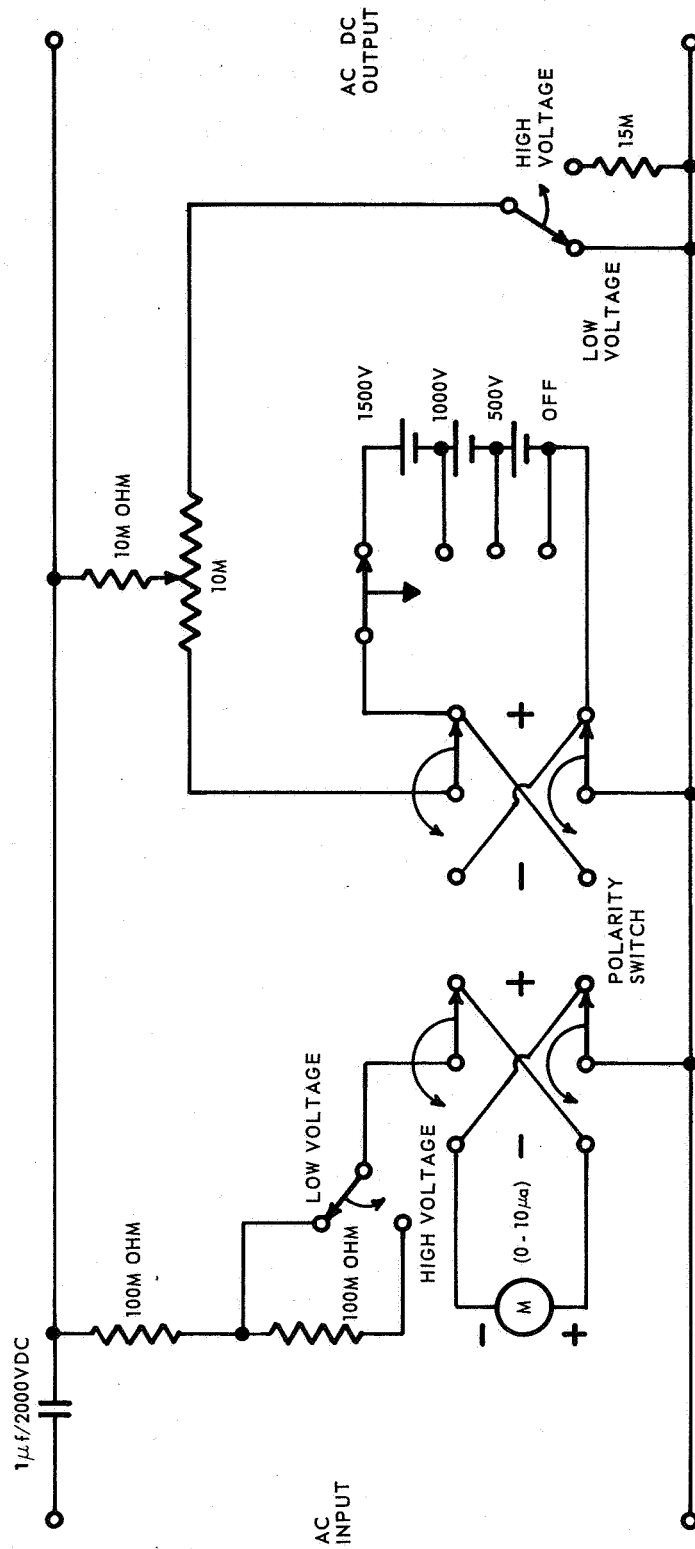 1μf/2000VDC
AC
INPUT
100M OHM
100M OHM
LOW VOLTAGE
HIGH VOLTAGE
M
(0-10μa)
-
+
-
+
POLARITY
SWITCH
-
+
10M OHM
10M
1500V
1000V
500V
OFF
LOW
VOLTAGE
HIGH
VOLTAGE
15M
AC DC
OUTPUT